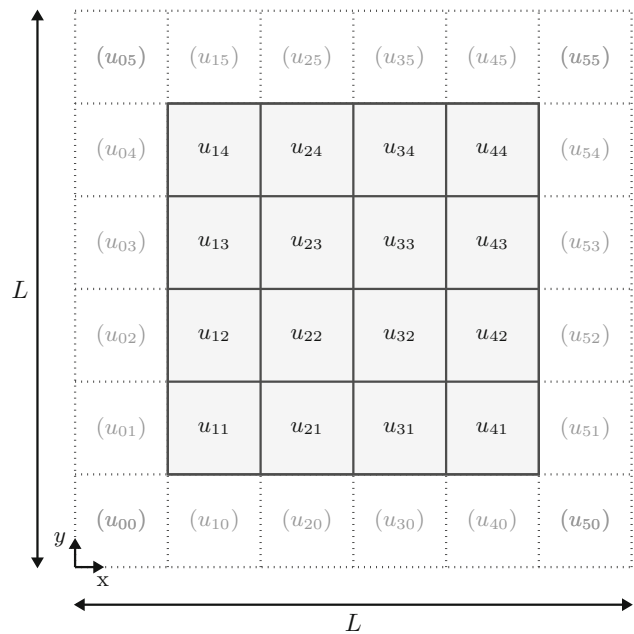 (u₀₅) (u₁₅) (u₂₅) (u₃₅) (u₄₅) (u₅₅)
(u₀₄) u₁₄ u₂₄ u₃₄ u₄₄ (u₅₄)
(u₀₃) u₁₃ u₂₃ u₃₃ u₄₃ (u₅₃)
L
(u₀₂) u₁₂ u₂₂ u₃₂ u₄₂ (u₅₂)
(u₀₁) u₁₁ u₂₁ u₃₁ u₄₁ (u₅₁)
(u₀₀) (u₁₀) (u₂₀) (u₃₀) (u₄₀) (u₅₀)
y
x
L